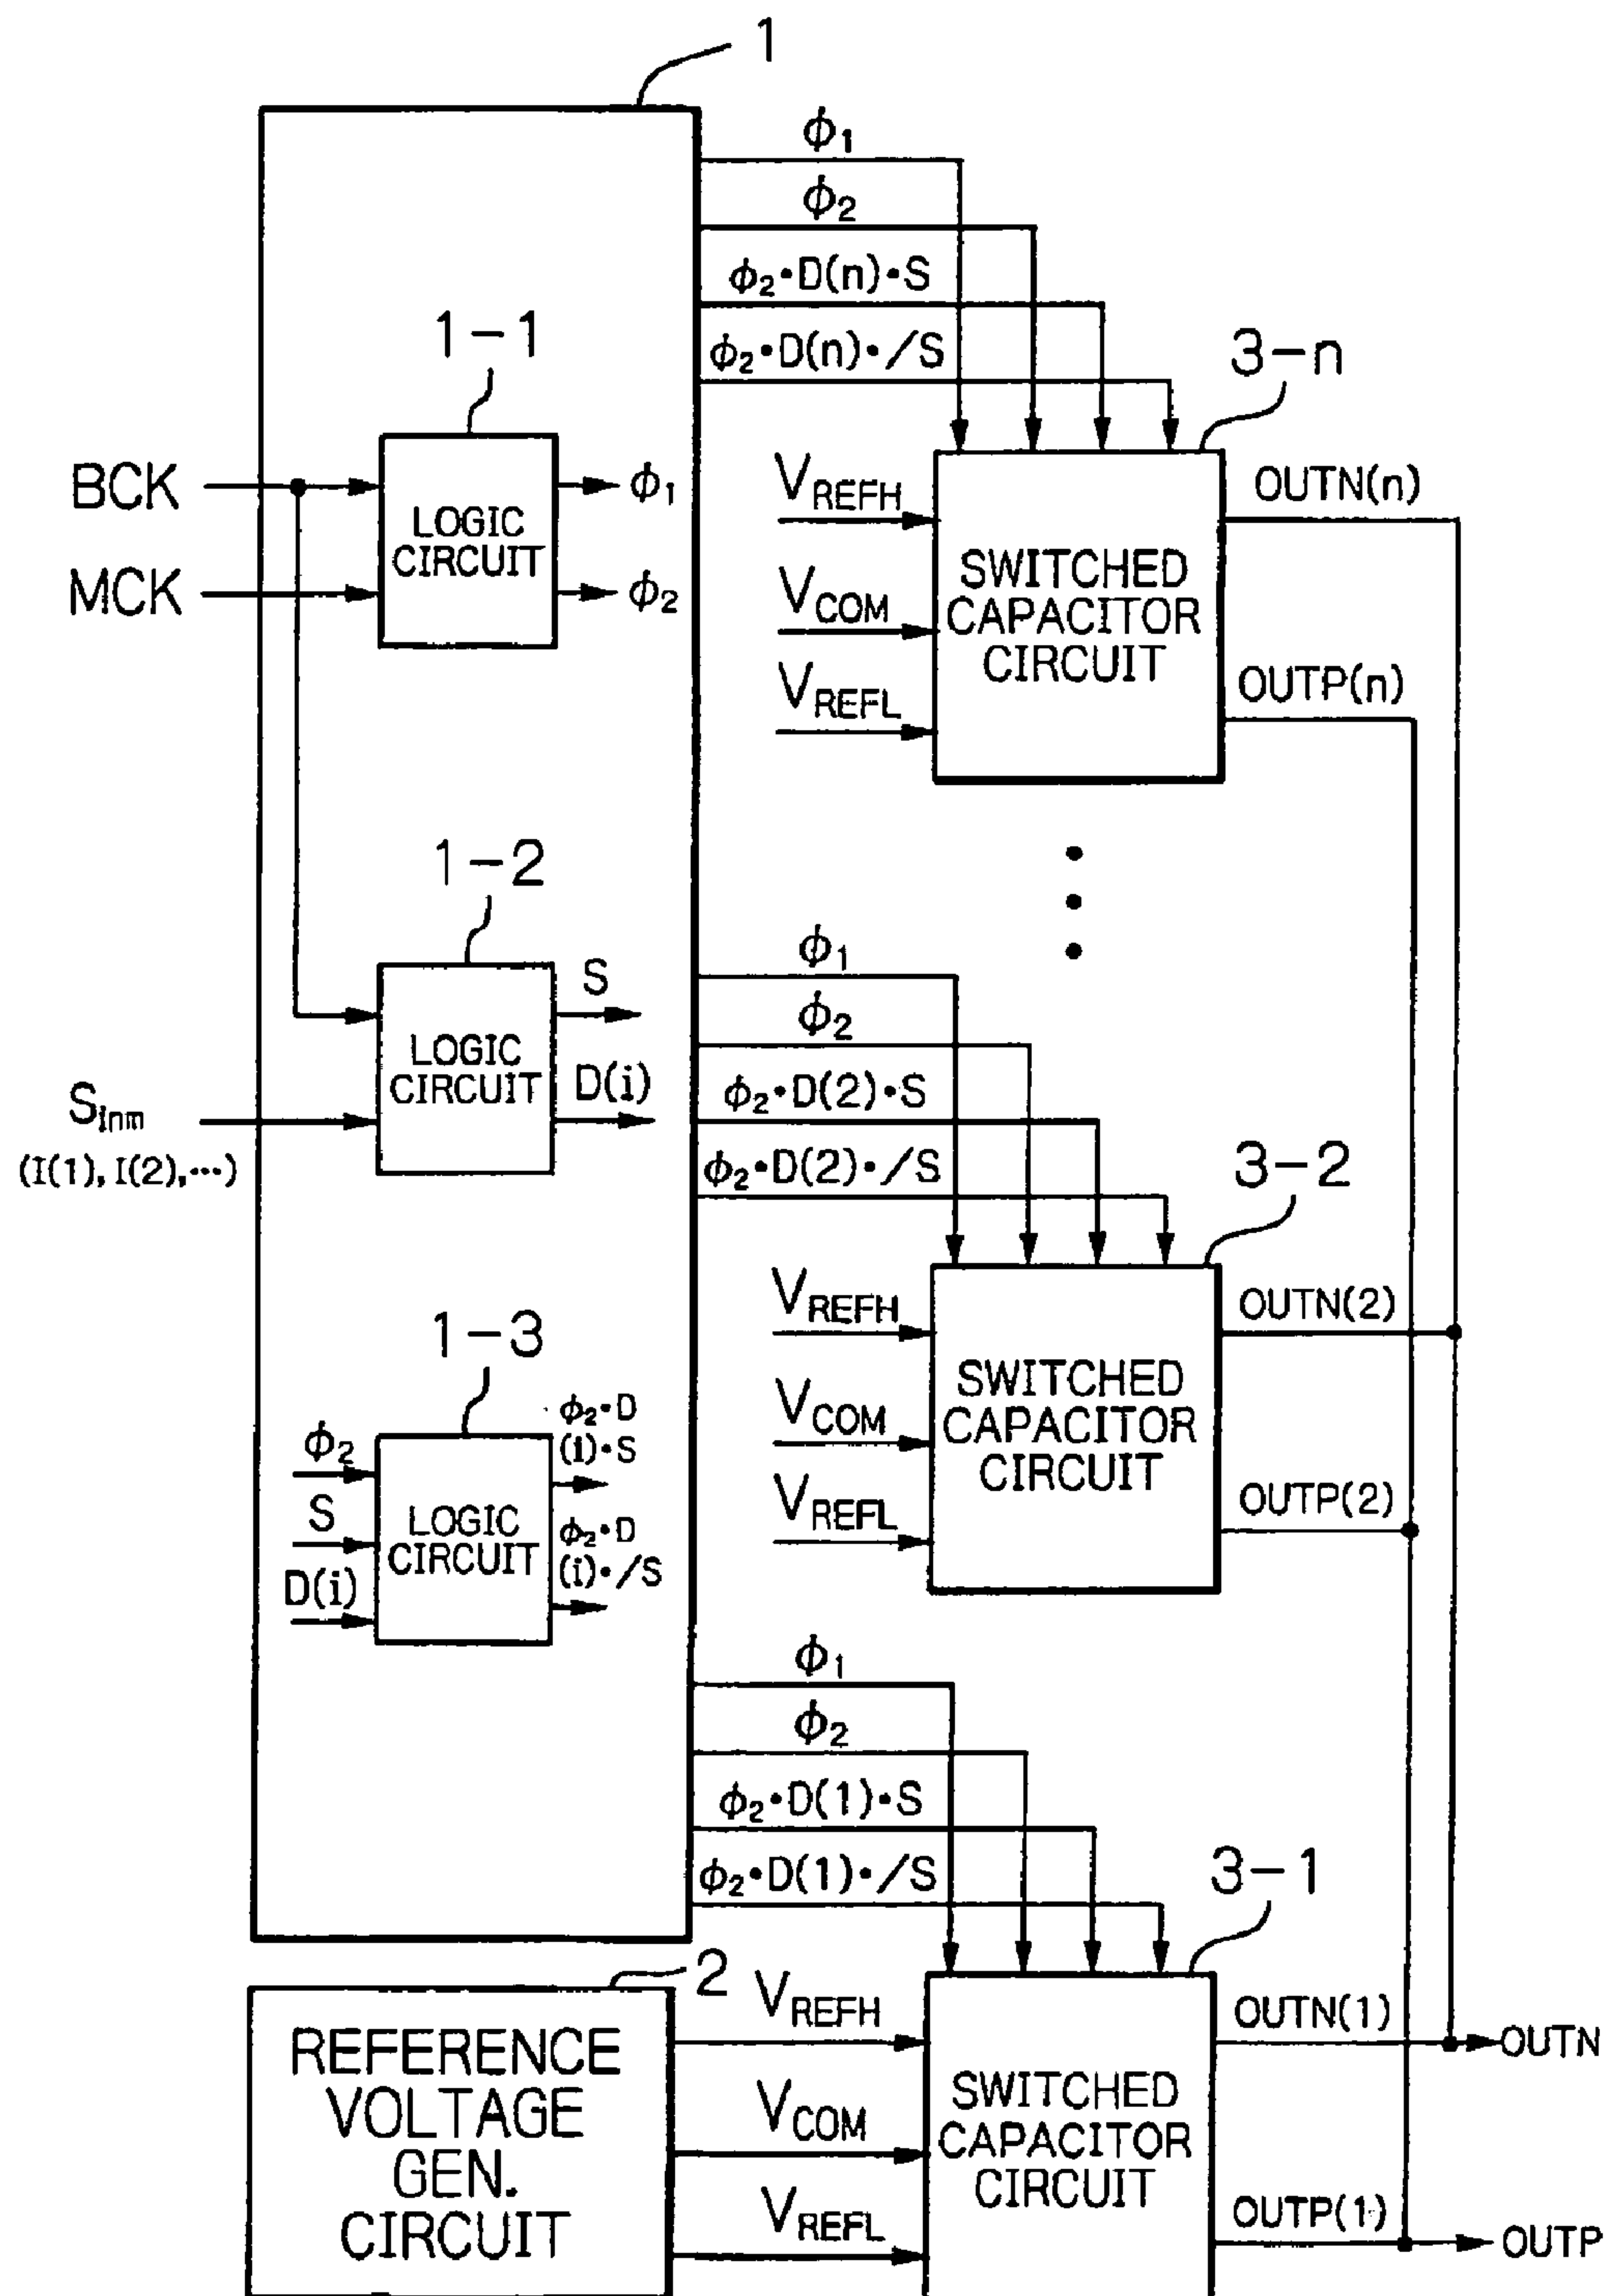 1
ϕ1
ϕ2
ϕ2·D(n)·S
ϕ2·D(n)·/S
1-1
3-n
BCK
MCK
LOGIC
CIRCUIT
ϕ1
ϕ2
VREFH
VCOM
VREFL
SWITCHED
CAPACITOR
CIRCUIT
OUTN(n)
OUTP(n)
1-2
SInm
(I(1), I(2),···)
LOGIC
CIRCUIT
S
D(i)
ϕ1
ϕ2
ϕ2·D(2)·S
ϕ2·D(2)·/S
3-2
VREFH
VCOM
VREFL
SWITCHED
CAPACITOR
CIRCUIT
OUTN(2)
OUTP(2)
1-3
ϕ2
S
D(i)
LOGIC
CIRCUIT
ϕ2·D
(i)·S
ϕ2·D
(i)·/S
ϕ1
ϕ2
ϕ2·D(1)·S
ϕ2·D(1)·/S
3-1
2
REFERENCE
VOLTAGE
GEN.
CIRCUIT
VREFH
VCOM
VREFL
SWITCHED
CAPACITOR
CIRCUIT
OUTN(1)
OUTP(1)
OUTN
OUTP